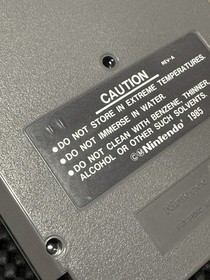 REV-A
CAUTION
• DO NOT STORE IN EXTREME TEMPERATURES.
• DO NOT IMMERSE IN WATER.
• DO NOT CLEAN WITH BENZENE, THINNER,
ALCOHOL OR OTHER SUCH SOLVENTS.
©Ⓜ Nintendo® 1985